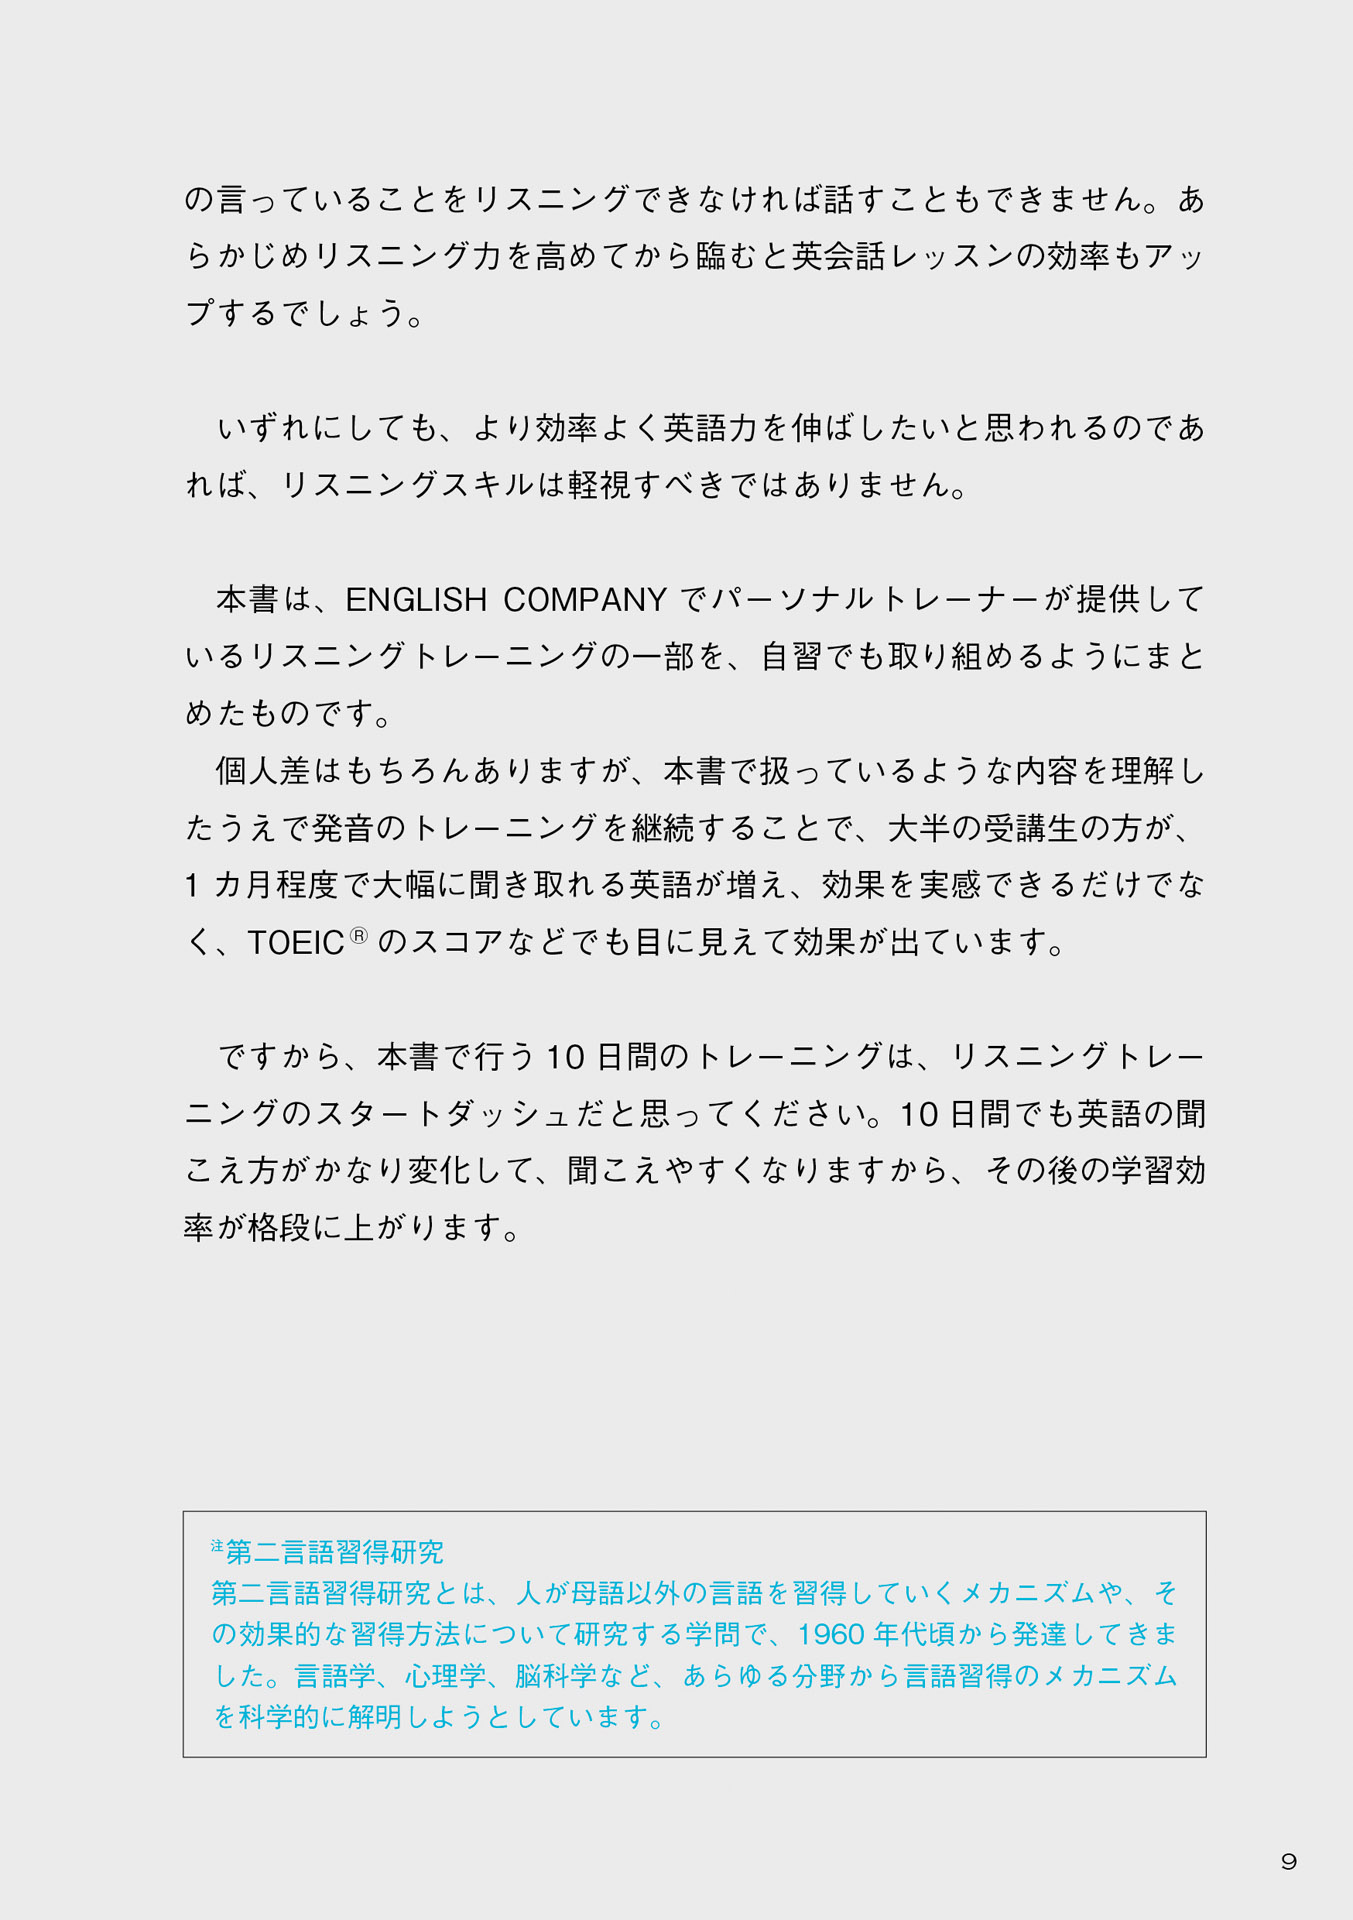 の言っていることをリスニングできなければ話すこともできません。あ
らかじめリスニング力を高めてから臨むと英会話レッスンの効率もアッ
プするでしょう。
いずれにしても、より効率よく英語力を伸ばしたいと思われるのであ
れば、リスニングスキルは軽視すべきではありません。
本書は、ENGLISH COMPANY でパーソナルトレーナーが提供して
いるリスニングトレーニングの一部を、自習でも取り組めるようにまと
めたものです。
個人差はもちろんありますが、本書で扱っているような内容を理解し
たうえで発音のトレーニングを継続することで、大半の受講生の方が、
1 カ月程度で大幅に聞き取れる英語が増え、効果を実感できるだけでな
く、TOEIC® のスコアなどでも目に見えて効果が出ています。
ですから、本書で行う 10 日間のトレーニングは、リスニングトレー
ニングのスタートダッシュだと思ってください。10 日間でも英語の聞
こえ方がかなり変化して、聞こえやすくなりますから、その後の学習効
率が格段に上がります。
注第二言語習得研究
第二言語習得研究とは、人が母語以外の言語を習得していくメカニズムや、そ
の効果的な習得方法について研究する学問で、1960 年代頃から発達してきま
した。言語学、心理学、脳科学など、あらゆる分野から言語習得のメカニズム
を科学的に解明しようとしています。
9